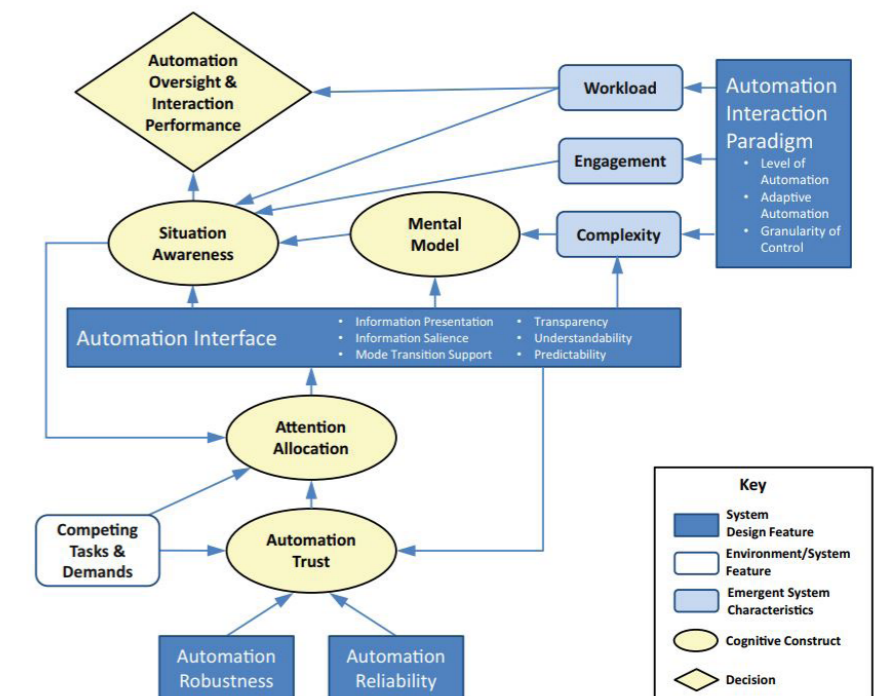 Automation
Oversight &
Interaction
Performance
Workload
Engagement
Complexity
Automation
Interaction
Paradigm
• Level of
Automation
• Adaptive
Automation
• Granularity of
Control
Situation
Awareness
Mental
Model
Automation Interface
• Information Presentation
• Information Salience
• Mode Transition Support
• Transparency
• Understandability
• Predictability
Attention
Allocation
Competing
Tasks &
Demands
Automation
Trust
Automation
Robustness
Automation
Reliability
Key
System
Design Feature
Environment/System
Feature
Emergent System
Characteristics
Cognitive Construct
Decision